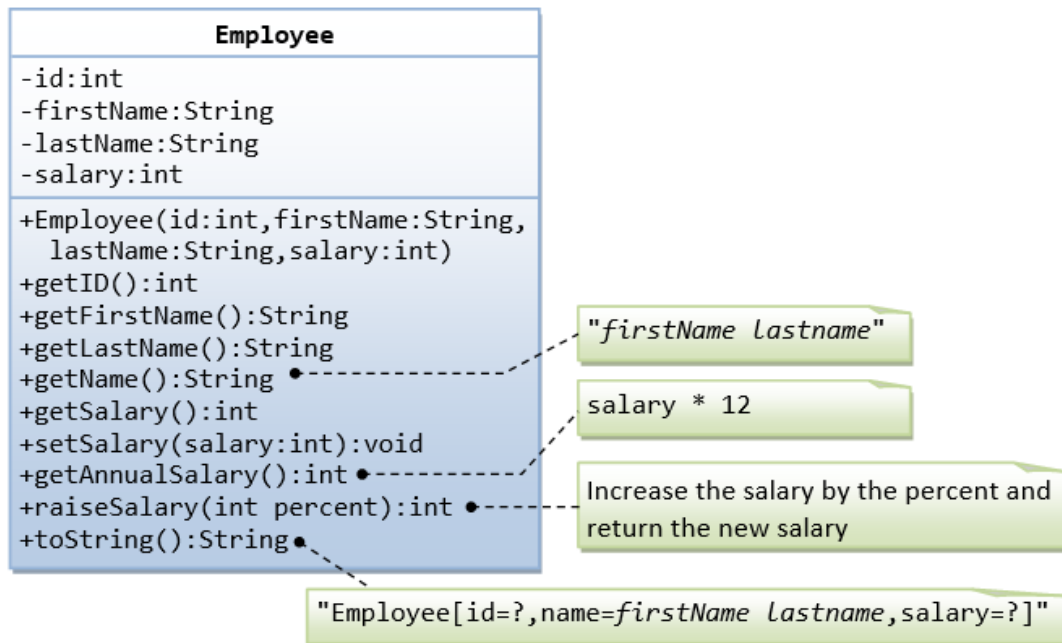 Employee
-id:int
-firstName:String
-lastName:String
-salary:int
+Employee(id:int,firstName:String,
lastName:String,salary:int)
+getID():int
+getFirstName():String
+getLastName():String
+getName():String
+getSalary():int
+setSalary(salary:int):void
+getAnnualSalary():int
+raiseSalary(int percent):int
+toString():String
"firstName lastname"
salary * 12
Increase the salary by the percent and
return the new salary
"Employee[id=?,name=firstName lastname,salary=?]"